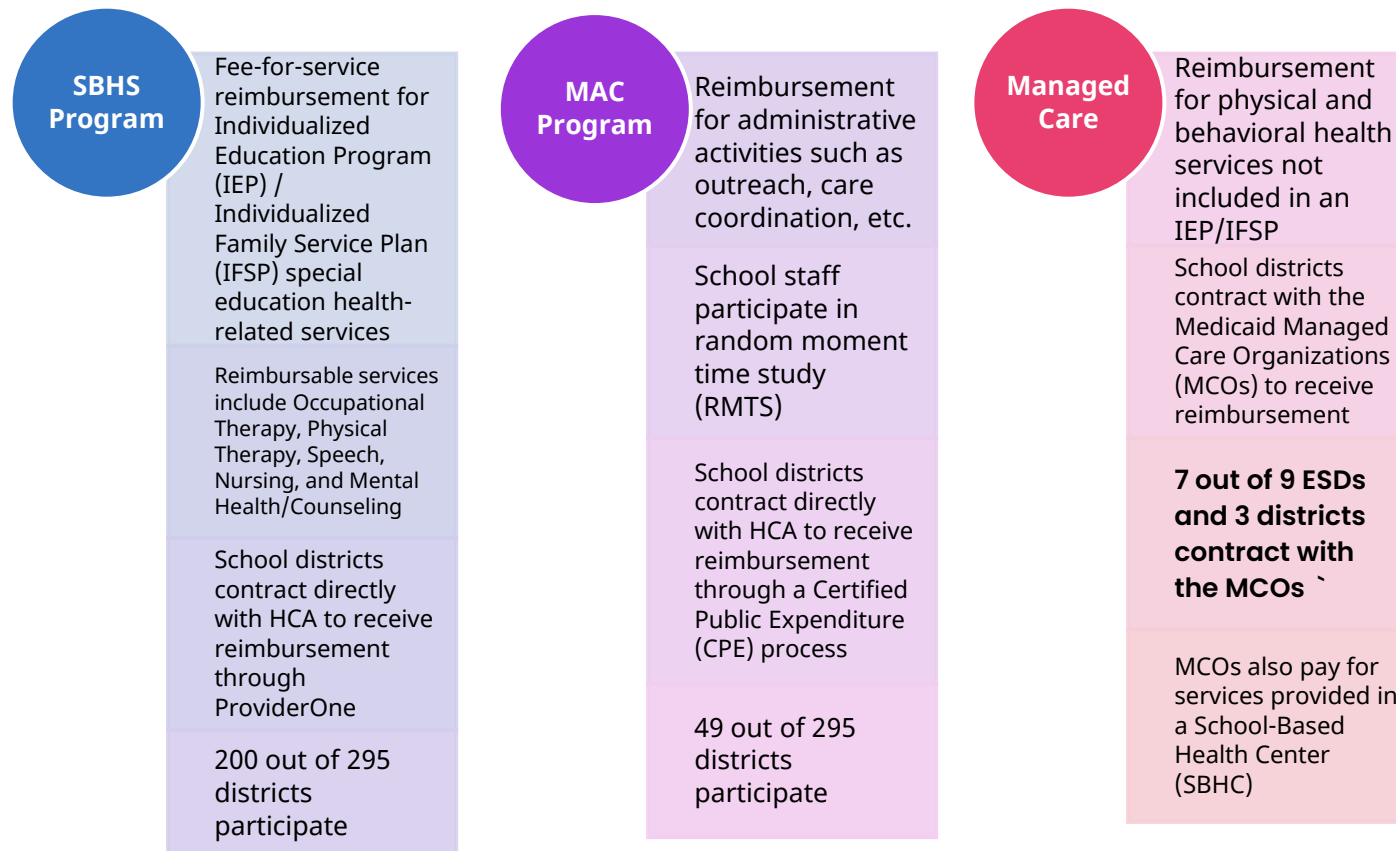 SBHS
Program
Fee-for-service
reimbursement for
Individualized
Education Program
(IEP) /
Individualized
Family Service Plan
(IFSP) special
education health-
related services
Reimbursable services
include Occupational
Therapy, Physical
Therapy, Speech,
Nursing, and Mental
Health/Counseling
School districts
contract directly
with HCA to receive
reimbursement
through
ProviderOne
200 out of 295
districts
participate
MAC
Program
Reimbursement
for administrative
activities such as
outreach, care
coordination, etc.
School staff
participate in
random moment
time study
(RMTS)
School districts
contract directly
with HCA to receive
reimbursement
through a Certified
Public Expenditure
(CPE) process
49 out of 295
districts
participate
Managed
Care
Reimbursement
for physical and
behavioral health
services not
included in an
IEP/IFSP
School districts
contract with the
Medicaid Managed
Care Organizations
(MCOs) to receive
reimbursement
7 out of 9 ESDs
and 3 districts
contract with
the MCOs `
MCOs also pay for
services provided in
a School-Based
Health Center
(SBHC)